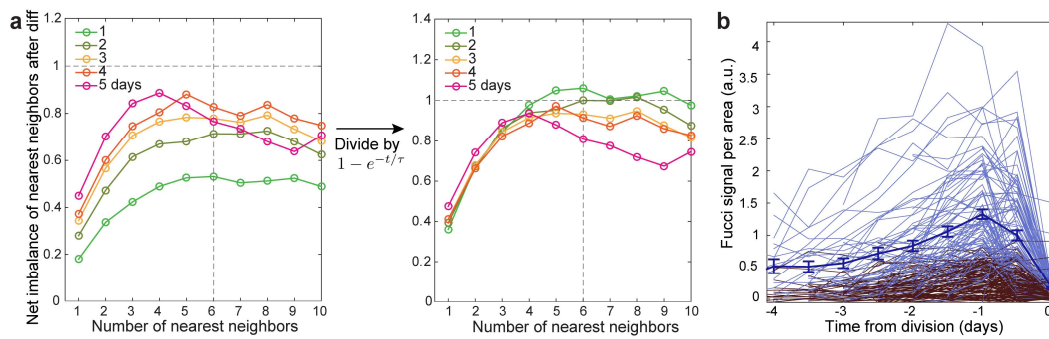 a
Net imbalance of nearest neighbors after diff
1.2
1
0.8
0.6
0.4
0.2
0
1
2
3
4
5 days
1 2 3 4 5 6 7 8 9 10
Number of nearest neighbors
Divide by
1 − e^{−t/τ}
1.4
1.2
1
0.8
0.6
0.4
0.2
0
1
2
3
4
5 days
1 2 3 4 5 6 7 8 9 10
Number of nearest neighbors
b
Fucci signal per area (a.u.)
4
3.5
3
2.5
2
1.5
1
0.5
0
-4 -3 -2 -1 0
Time from division (days)